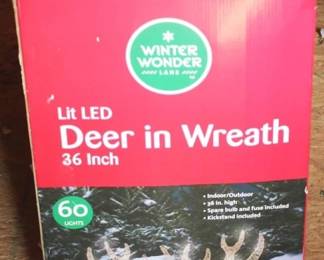 WINTER
WONDER
LANE
Lit LED
Deer in Wreath
36 Inch
• Indoor/Outdoor
• 36 in. high
• Spare bulb and fuse included
• Kickstand included
60
LIGHTS